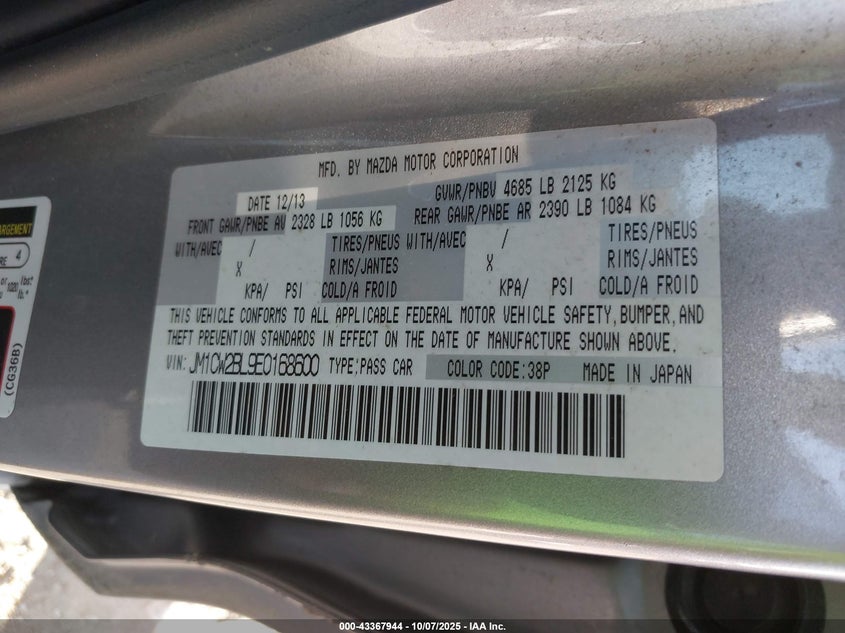 MFD. BY MAZDA MOTOR CORPORATION
DATE 12/13
GVWR/PNBV 4685 LB 2125 KG
FRONT GAWR/PNBE AV 2328 LB 1056 KG
REAR GAWR/PNBE AR 2390 LB 1084 KG
WITH/AVEC / TIRES/PNEUS WITH/AVEC / TIRES/PNEUS
X RIMS/JANTES X RIMS/JANTES
KPA/ PSI COLD/A FROID KPA/ PSI COLD/A FROID
THIS VEHICLE CONFORMS TO ALL APPLICABLE FEDERAL MOTOR VEHICLE SAFETY, BUMPER, AND
THEFT PREVENTION STANDARDS IN EFFECT ON THE DATE OF MANUFACTURE SHOWN ABOVE.
VIN: JM1CW2BL9E0168600 TYPE:PASS CAR COLOR CODE:38P MADE IN JAPAN
4
(CG36B)
000-43367944 - 10/07/2025 - IAA Inc.